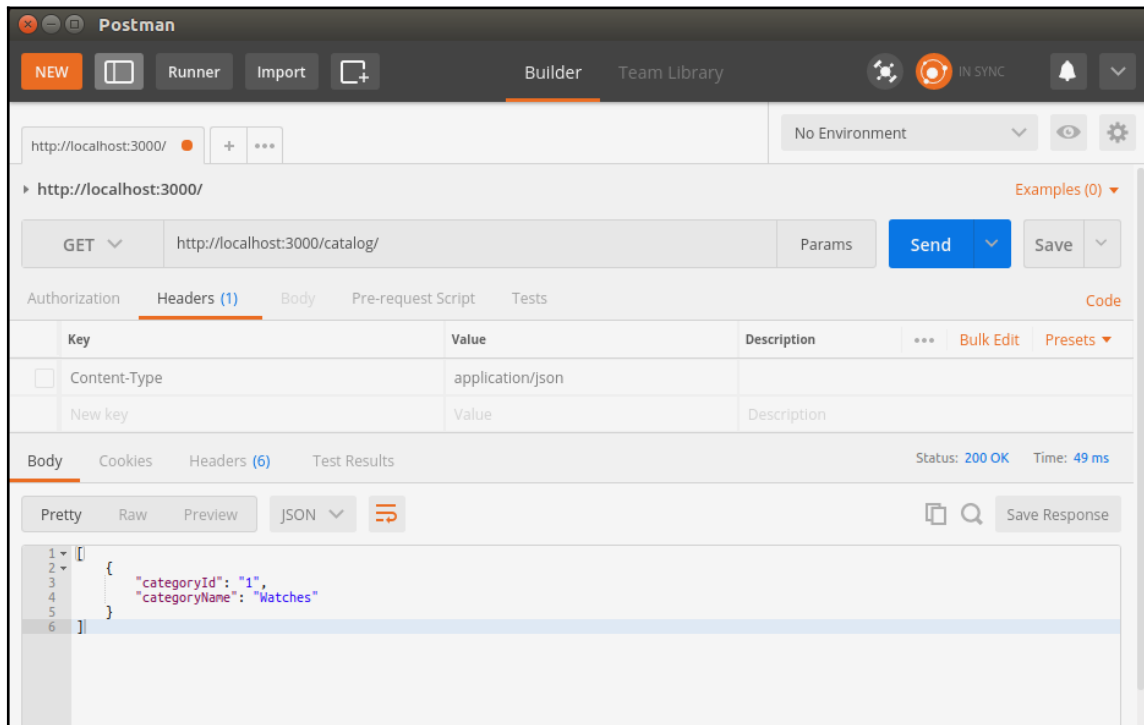 Postman
NEW Runner Import Builder Team Library IN SYNC
http://localhost:3000/ + ••• No Environment
http://localhost:3000/ Examples (0)
GET http://localhost:3000/catalog/ Params Send Save
Authorization Headers (1) Body Pre-request Script Tests Code
Key Value Description ••• Bulk Edit Presets
Content-Type application/json
New key Value Description
Body Cookies Headers (6) Test Results Status: 200 OK Time: 49 ms
Pretty Raw Preview JSON Save Response
1 [
2 {
3 "categoryId": "1",
4 "categoryName": "Watches"
5 }
6 ]